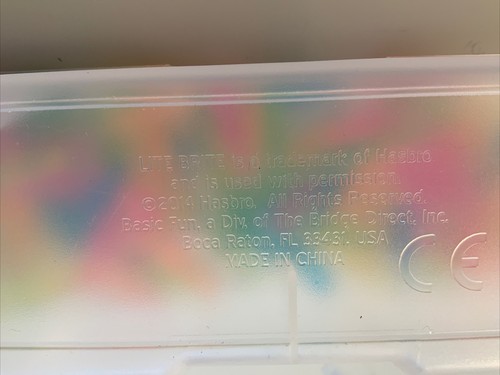 LITE BRITE is a trademark of Hasbro
and is used with permission.
©2014 Hasbro. All Rights Reserved.
Basic Fun, a Div. of The Bridge Direct, Inc.
Boca Raton, FL 33431. USA
MADE IN CHINA
CE